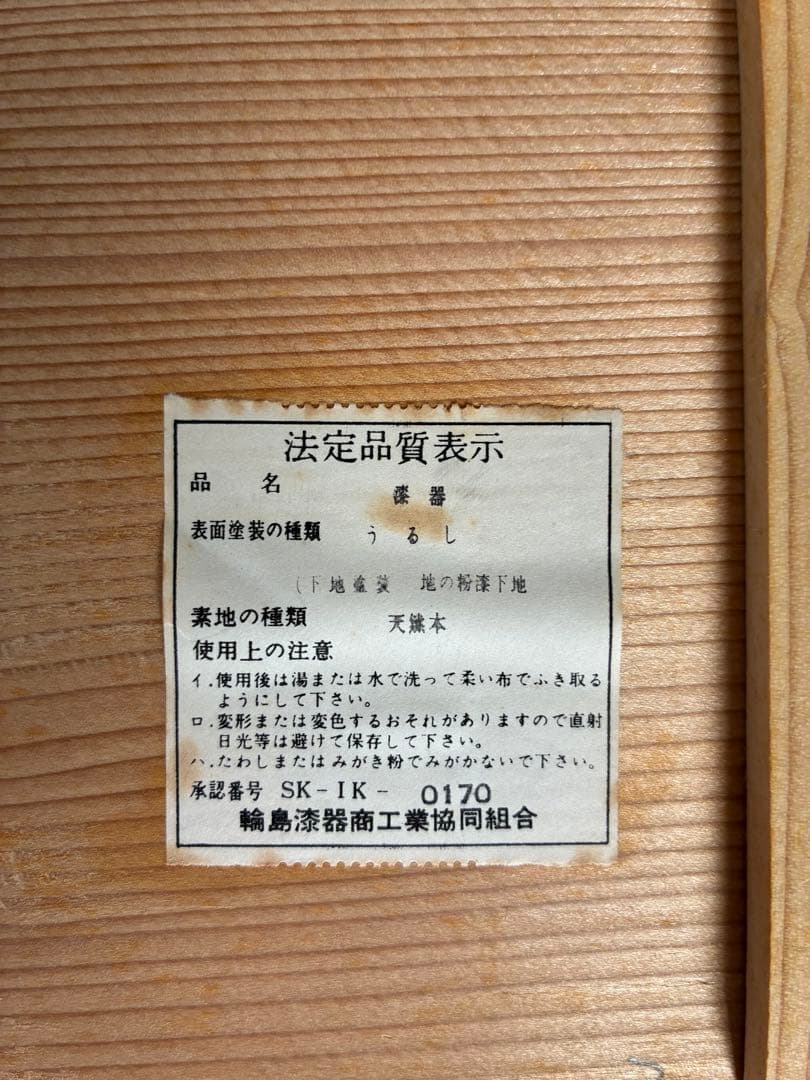 法定品質表示
品 名 漆器
表面塗装の種類 うるし
(下地塗装 地の粉漆下地
素地の種類 天然木
使用上の注意
イ.使用後は湯または水で洗って柔い布でふき取る
ようにして下さい。
ロ.変形または変色するおそれがありますので直射
日光等は避けて保存して下さい。
ハ.たわしまたはみがき粉でみがかないで下さい。
承認番号 SK-IK- 0170
輪島漆器商工業協同組合